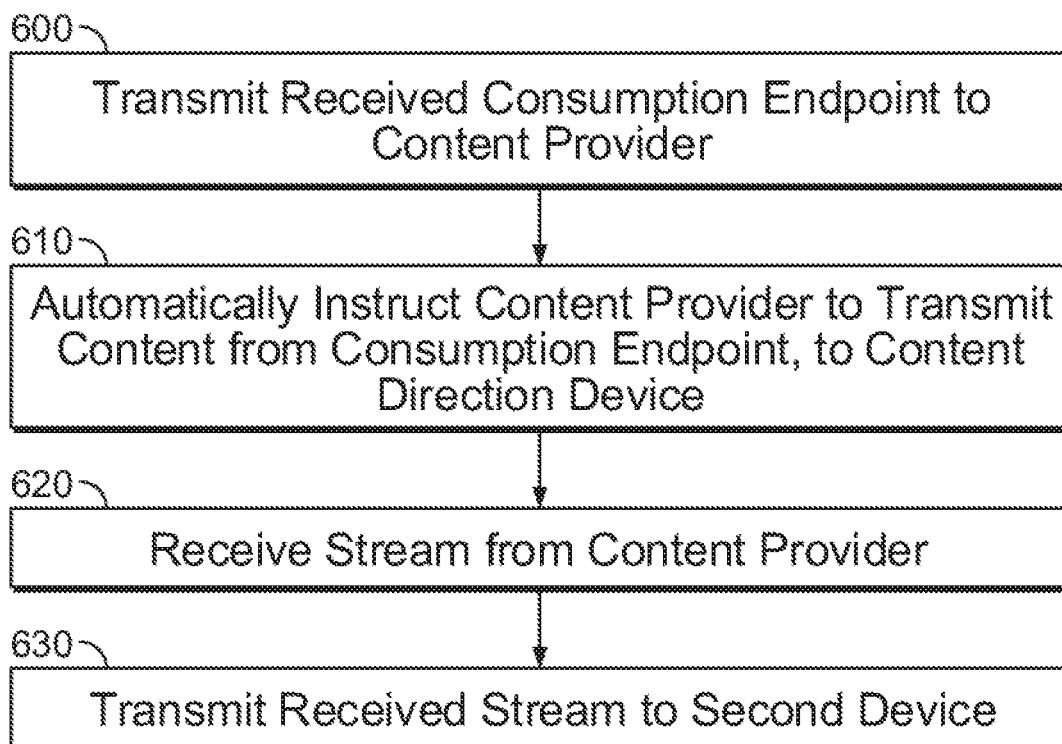 600
Transmit Received Consumption Endpoint to
Content Provider
610
Automatically Instruct Content Provider to Transmit
Content from Consumption Endpoint, to Content
Direction Device
620
Receive Stream from Content Provider
630
Transmit Received Stream to Second Device